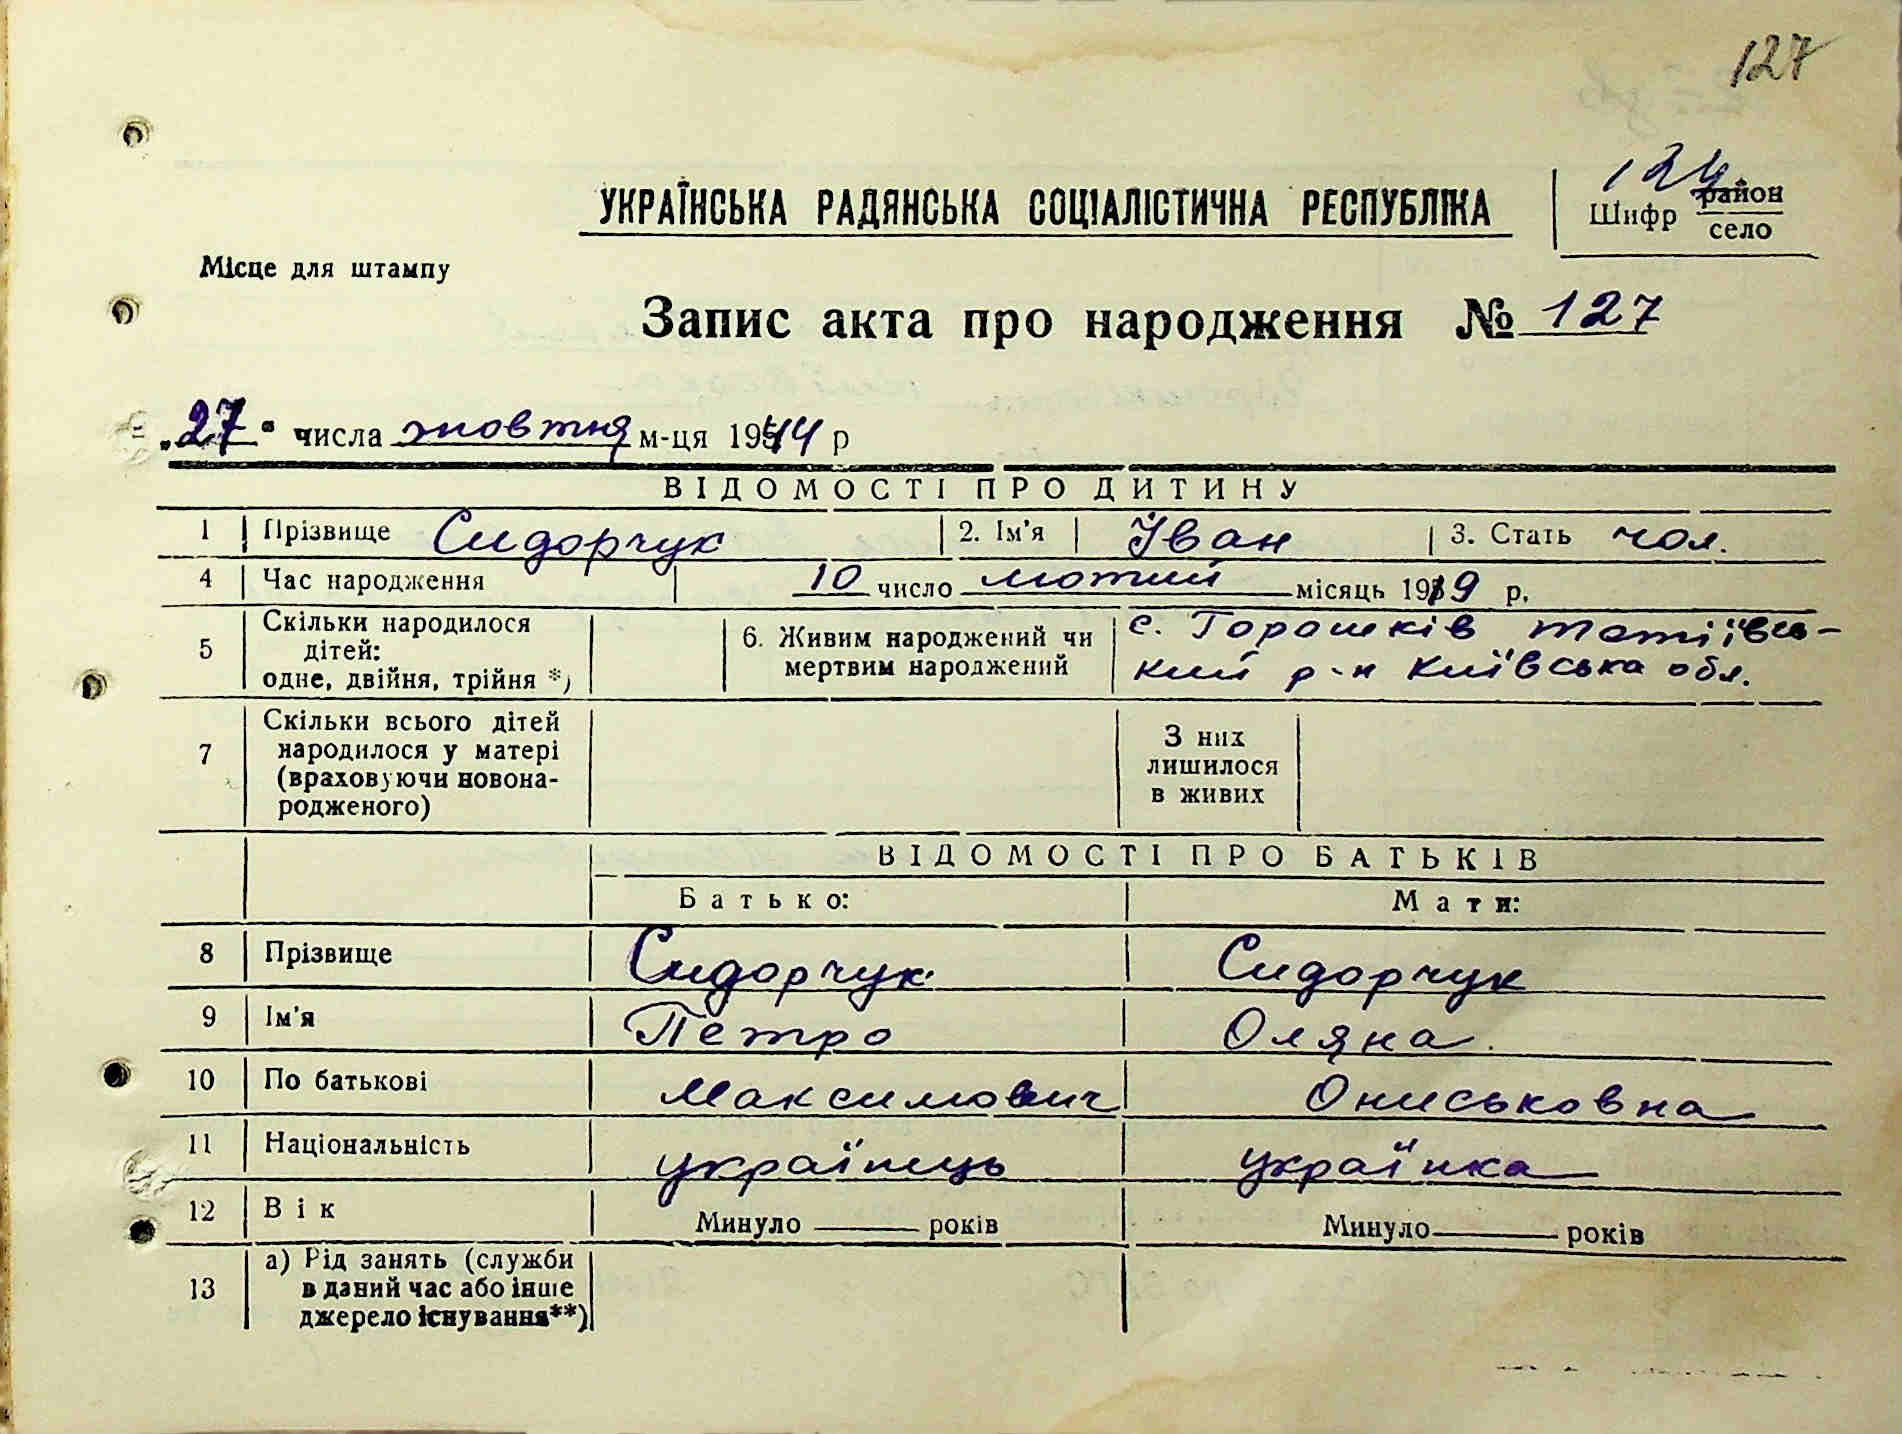 127
УКРАЇНСЬКА РАДЯНСЬКА СОЦІАЛІСТИЧНА РЕСПУБЛІКА
Шифр район
село
Місце для штампу
Запис акта про народження № 127
„27“ числа жовтня м-ця 1944 р
ВІДОМОСТІ ПРО ДИТИНУ
1 Прізвище Сидорчук 2. Ім'я Іван 3. Стать чол.
4 Час народження 10 число лютий місяць 1919 р.
5 Скільки народилося дітей: одне, двійня, трійня *)
6. Живим народжений чи мертвим народжений
с. Горошків тетіївсь-
кий р-н Київська обл.
7 Скільки всього дітей народилося у матері (враховуючи новона-родженого)
З них лишилося в живих
ВІДОМОСТІ ПРО БАТЬКІВ
Батько: Мати:
8 Прізвище Сидорчук Сидорчук
9 Ім'я Петро Оляна
10 По батькові Максимович Ониськовна
11 Національність українець українка
12 Вік Минуло ——— років Минуло ——— років
13 а) Рід занять (служби
в даний час або інше
джерело існування**)